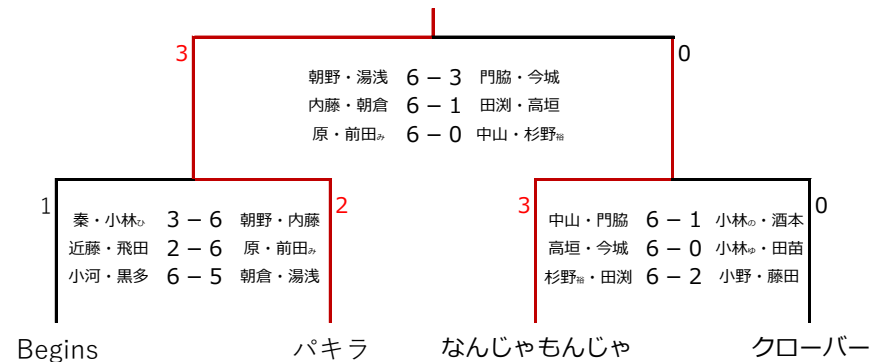 3 0
朝野・湯浅 6 − 3 門脇・今城
内藤・朝倉 6 − 1 田渕・高垣
原・前田み 6 − 0 中山・杉野裕
1 2 3 0
秦・小林ひ 3 − 6 朝野・内藤
近藤・飛田 2 − 6 原・前田み
小河・黒多 6 − 5 朝倉・湯浅
中山・門脇 6 − 1 小林の・酒本
高垣・今城 6 − 0 小林ゆ・田苗
杉野裕・田渕 6 − 2 小野・藤田
Begins パキラ なんじゃもんじゃ クローバー